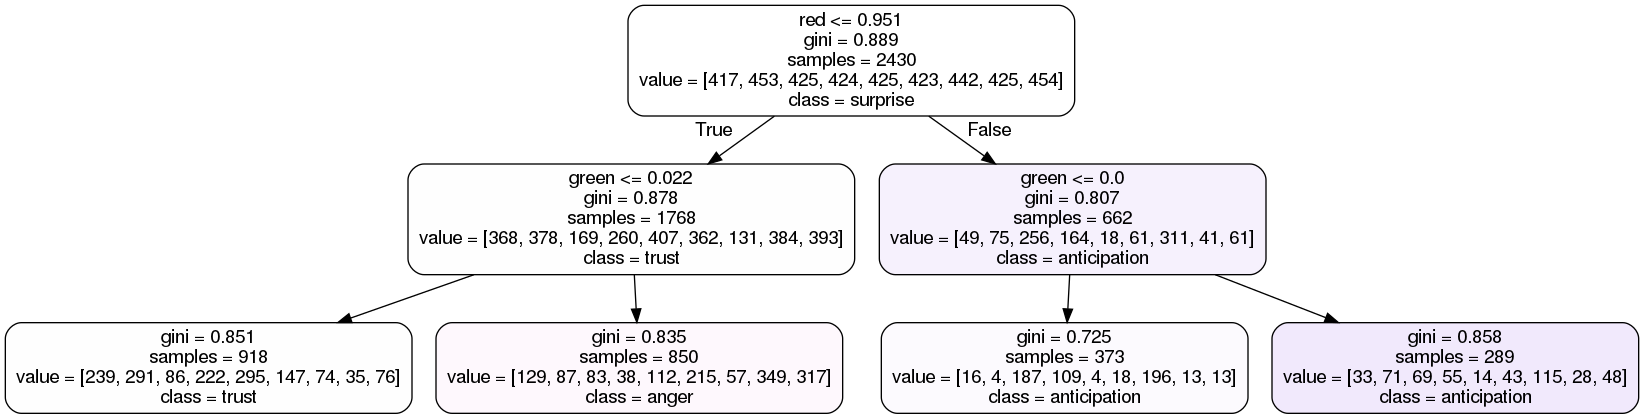 red <= 0.951
gini = 0.889
samples = 2430
value = [417, 453, 425, 424, 425, 423, 442, 425, 454]
class = surprise
True
False
green <= 0.022
gini = 0.878
samples = 1768
value = [368, 378, 169, 260, 407, 362, 131, 384, 393]
class = trust
green <= 0.0
gini = 0.807
samples = 662
value = [49, 75, 256, 164, 18, 61, 311, 41, 61]
class = anticipation
gini = 0.851
samples = 918
value = [239, 291, 86, 222, 295, 147, 74, 35, 76]
class = trust
gini = 0.835
samples = 850
value = [129, 87, 83, 38, 112, 215, 57, 349, 317]
class = anger
gini = 0.725
samples = 373
value = [16, 4, 187, 109, 4, 18, 196, 13, 13]
class = anticipation
gini = 0.858
samples = 289
value = [33, 71, 69, 55, 14, 43, 115, 28, 48]
class = anticipation